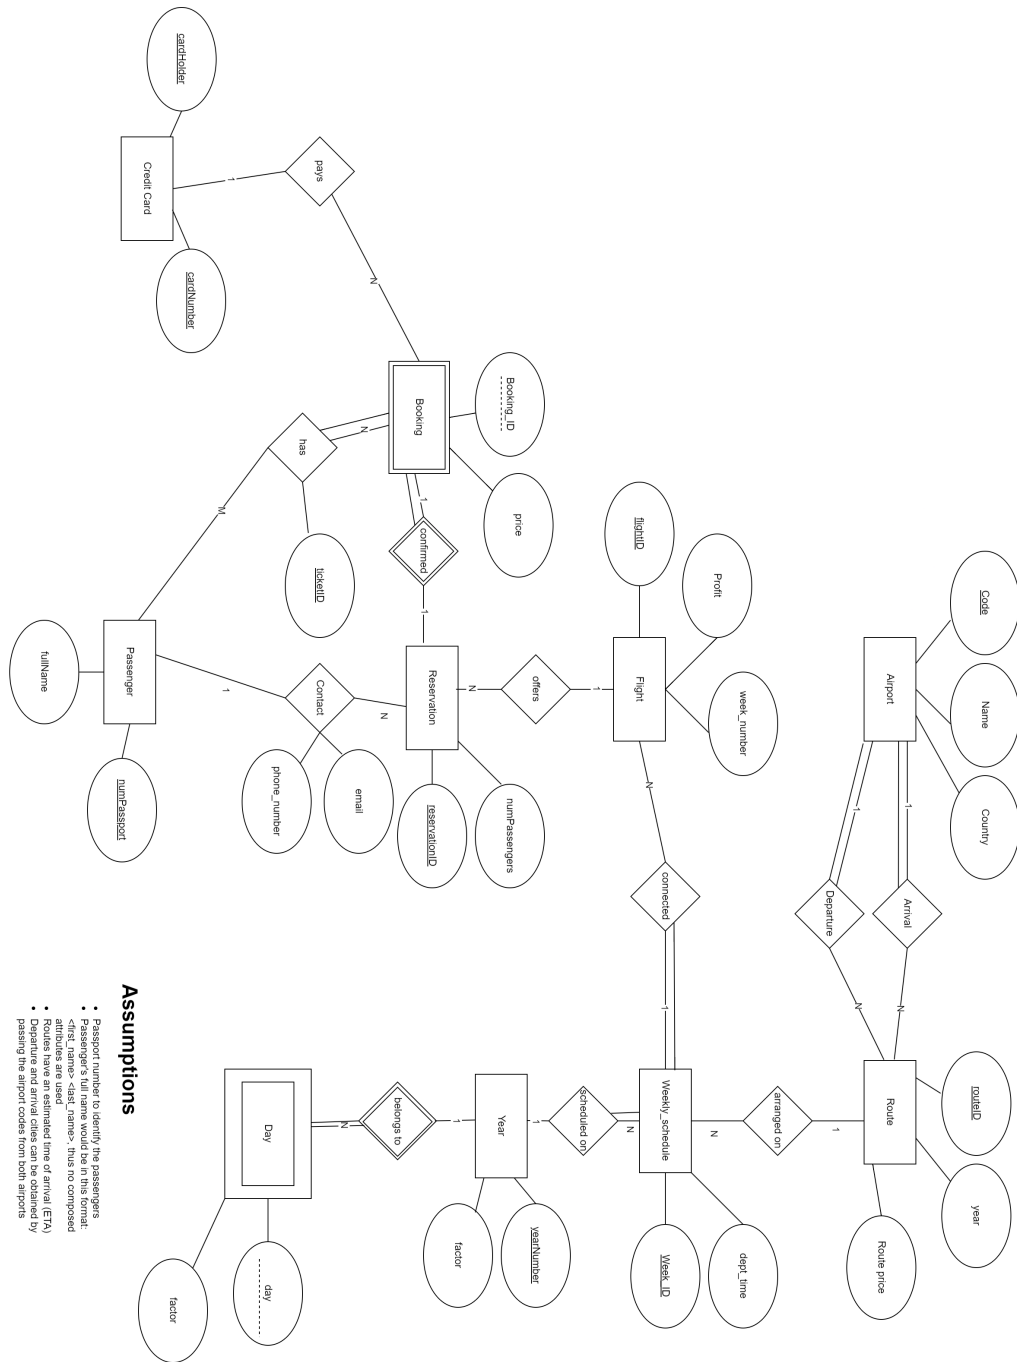 Code
Name
Country
Airport
Arrival
N
1
Departure
N
1
routeID
year
Route
Route price
1
arranged on
N
Profit
flightID
week_number
Flight
N
connected
1
Weekly_schedule
dept_time
Week_ID
1
offers
N
N
scheduled on
1
Year
yearNumber
factor
Booking_ID
price
Booking
1
confirmed
1
Reservation
numPassengers
reservationID
1
belongs to
N
Day
day
factor
cardHolder
Credit Card
cardNumber
1
pays
N
N
has
M
ticketID
N
Contact
1
email
phone_number
Passenger
fullName
numPassport
Assumptions
• Passport number to identify the passengers
• Passenger's full name would be in this format:
<first_name> <last_name>, thus no composed
attributes are used
• Routes have an estimated time of arrival (ETA)
• Departure and arrival cities can be obtained by
passing the airport codes from both airports